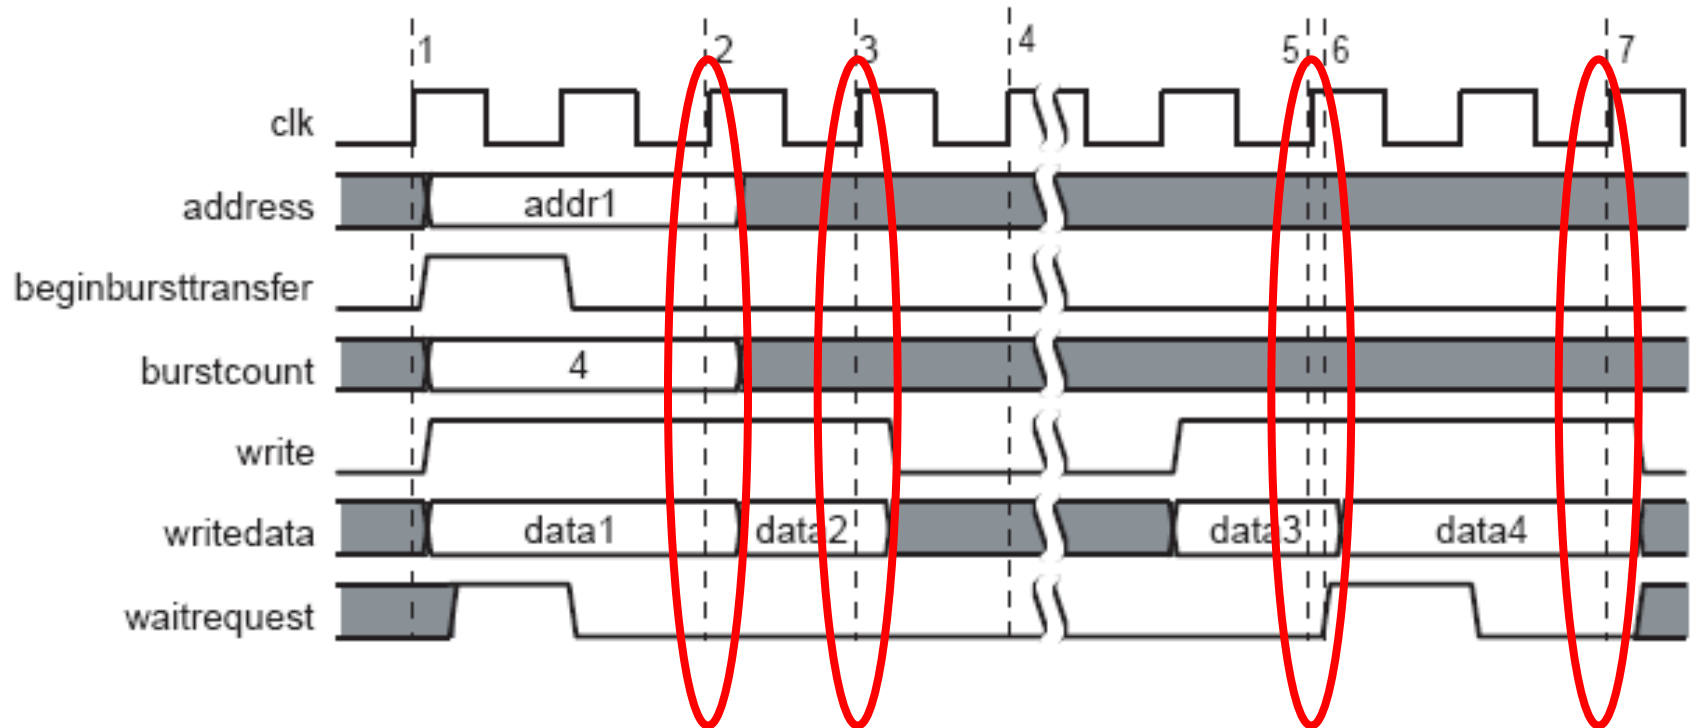 1 2 3 4 5 6 7
clk
address addr1
beginbursttransfer
burstcount 4
write
writedata data1 data2 data3 data4
waitrequest